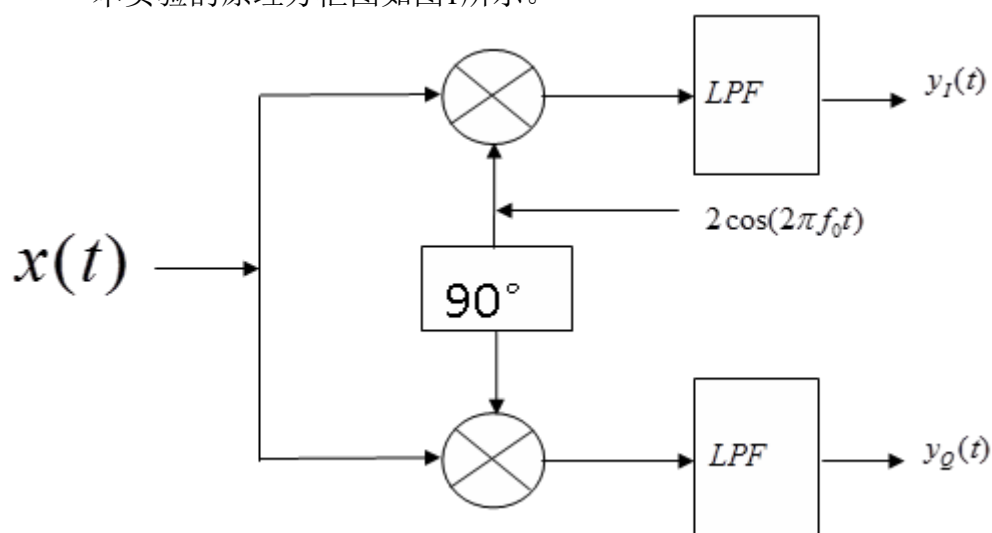 本实验的原理方框图如图1所示。
LPF
y_I(t)
2cos(2πf₀t)
x(t)
90°
LPF
y_Q(t)